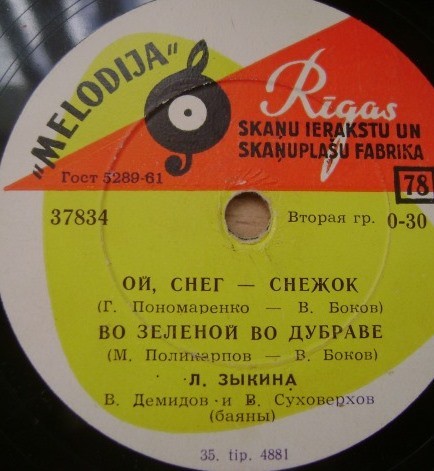 „MELODIJA"
Rīgas
SKAŅU IERAKSTU UN
SKAŅUPLAŠU FABRIKA
Гост 5289-61
78
37834
Вторая гр. 0-30
ОЙ, СНЕГ — СНЕЖОК
(Г. Пономаренко — В. Боков)
ВО ЗЕЛЕНОЙ ВО ДУБРАВЕ
(М. Поликарпов — В. Боков)
Л. ЗЫКИНА
В. Демидов и В. Суховерхов
(баяны)
35. tip. 4881